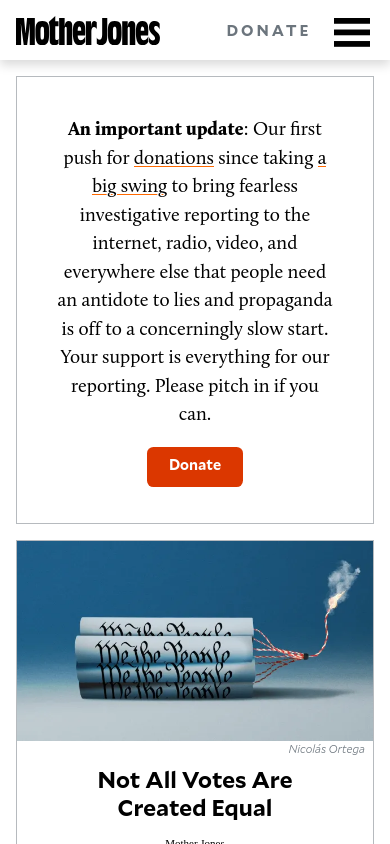 Mother Jones
DONATE
An important update: Our first
push for donations since taking a
big swing to bring fearless
investigative reporting to the
internet, radio, video, and
everywhere else that people need
an antidote to lies and propaganda
is off to a concerningly slow start.
Your support is everything for our
reporting. Please pitch in if you
can.
Donate
We the People
We the People
We the People
We the People
Nicolás Ortega
Not All Votes Are
Created Equal
Mother Jones